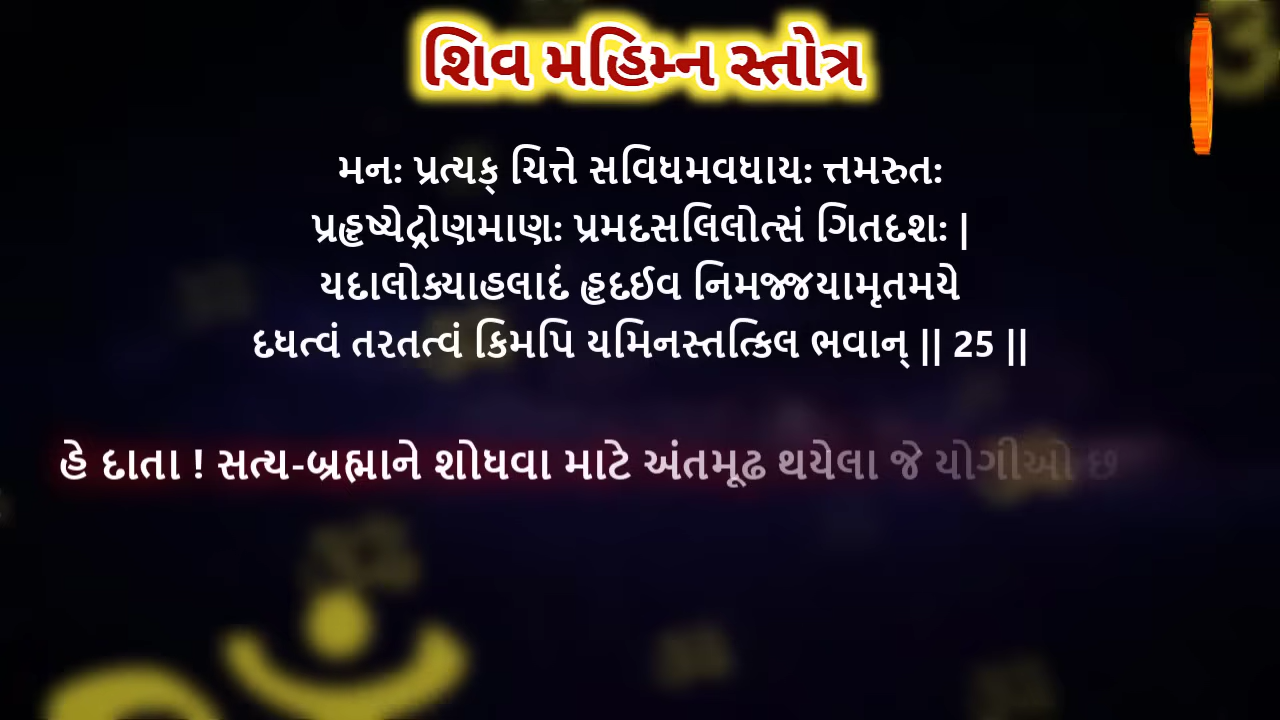 શિવ મહિમ્ન સ્તોત્ર
મનઃ પ્રત્યક્ ચિત્તે સવિધમવધાયઃ ત્તમરુતઃ
પ્રહૃષ્યેદ્રોણમાણઃ પ્રમદસલિલોત્સં ગિતદશઃ |
યદાલોક્યાહલાદં હૃદઈવ નિમજ્જયામૃતમયે
દધત્વં તરતત્વં કિમપિ યમિનસ્તત્કિલ ભવાન્ || 25 ||
હે દાતા ! સત્ય-બ્રહ્માને શોધવા માટે અંતમૂઢ થયેલા જે યોગીઓ છ